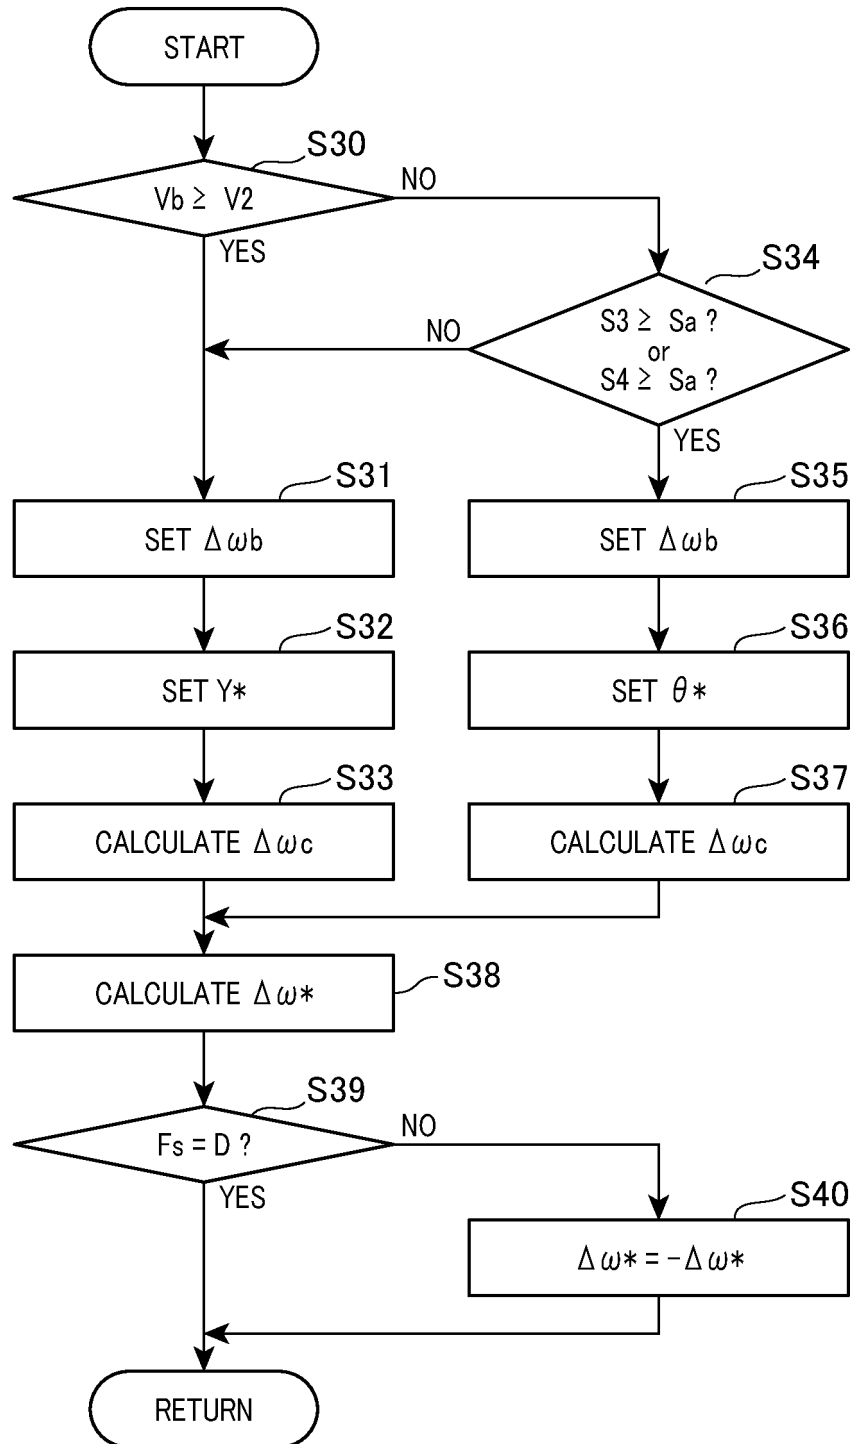 START
S30
Vb ≧ V2
NO
YES
S34
S3 ≧ Sa ?
or
S4 ≧ Sa ?
NO
YES
S31
SET Δωb
S35
SET Δωb
S32
SET Y*
S36
SET θ*
S33
CALCULATE Δωc
S37
CALCULATE Δωc
CALCULATE Δω*
S38
S39
Fs = D ?
NO
YES
S40
Δω* = -Δω*
RETURN